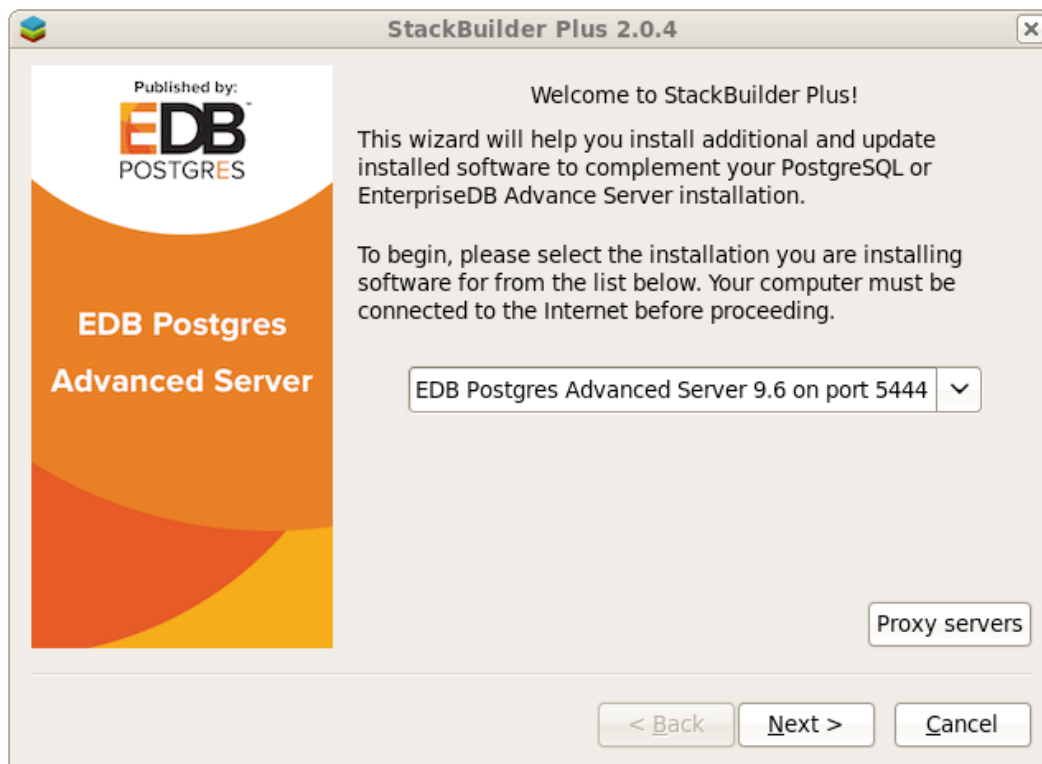 StackBuilder Plus 2.0.4
Published by:
EDB
POSTGRES
EDB Postgres
Advanced Server
Welcome to StackBuilder Plus!
This wizard will help you install additional and update
installed software to complement your PostgreSQL or
EnterpriseDB Advance Server installation.
To begin, please select the installation you are installing
software for from the list below. Your computer must be
connected to the Internet before proceeding.
EDB Postgres Advanced Server 9.6 on port 5444
Proxy servers
< Back
Next >
Cancel